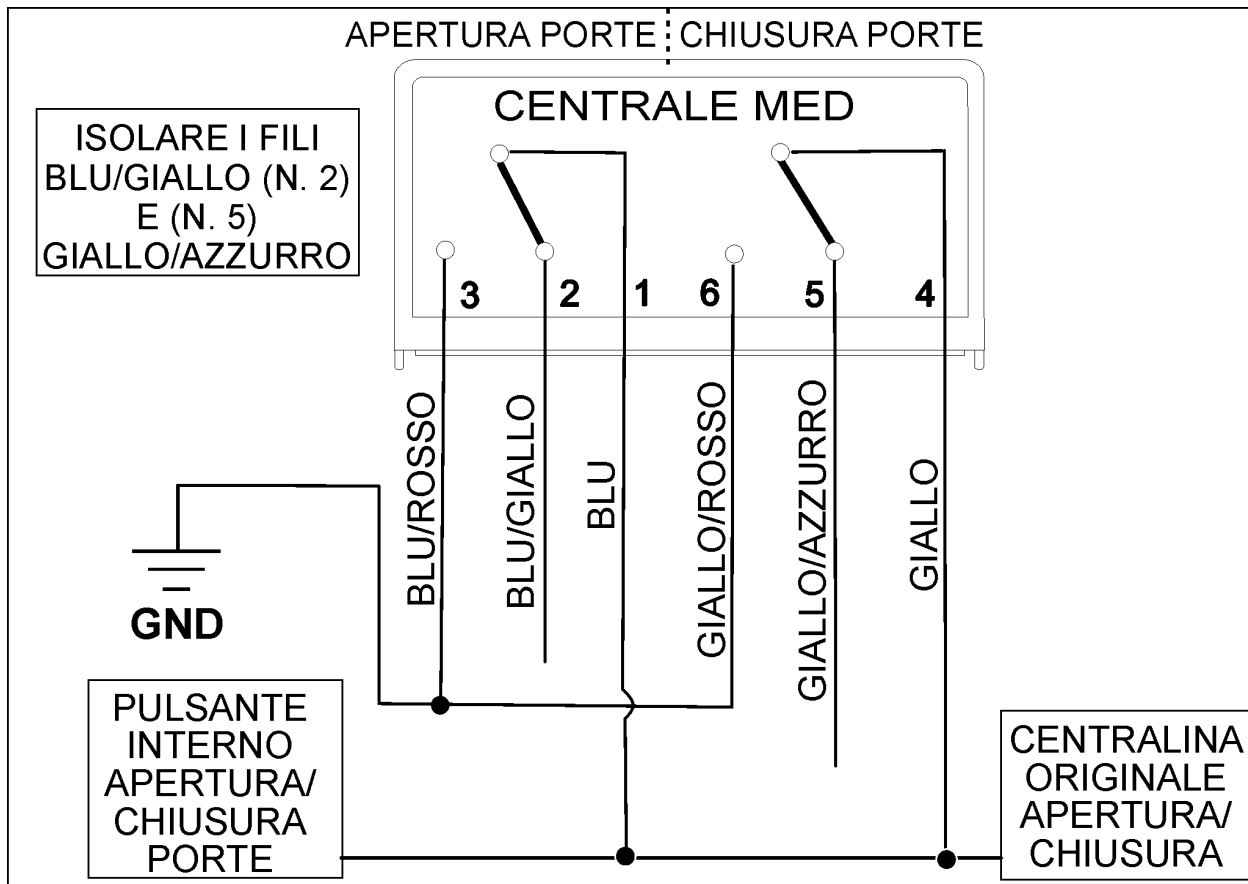 APERTURA PORTE CHIUSURA PORTE
CENTRALE MED
ISOLARE I FILI
BLU/GIALLO (N. 2)
E (N. 5)
GIALLO/AZZURRO
3 2 1 6 5 4
BLU/ROSSO
BLU/GIALLO
BLU
GIALLO/ROSSO
GIALLO/AZZURRO
GIALLO
GND
PULSANTE
INTERNO
APERTURA/
CHIUSURA
PORTE
CENTRALINA
ORIGINALE
APERTURA/
CHIUSURA